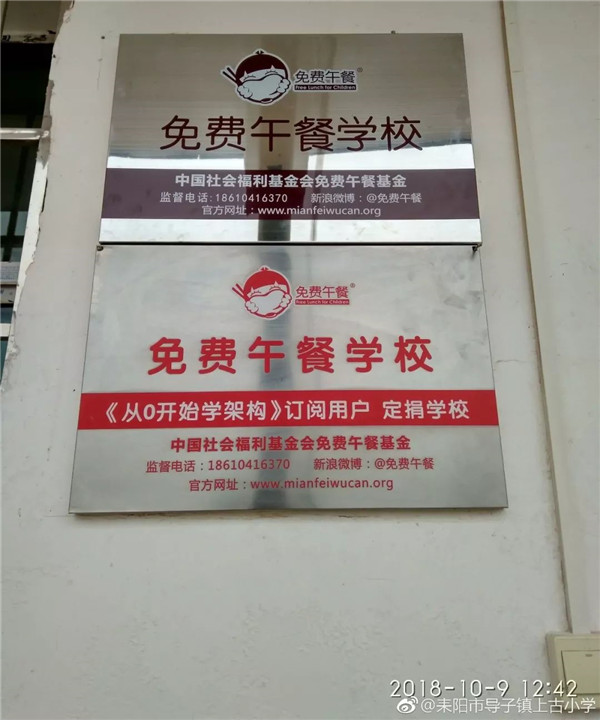 免费午餐®
Free Lunch for Children
免费午餐学校
中国社会福利基金会免费午餐基金
监督电话:18610416370 新浪微博：@免费午餐
官方网址：www.mianfeiwucan.org
免费午餐®
Free Lunch for Children
免费午餐学校
《从0开始学架构》订阅用户 定捐学校
中国社会福利基金会免费午餐基金
监督电话：18610416370 新浪微博：@免费午餐
官方网址：www.mianfeiwucan.org
2018-10-9 12:42
@耒阳市导子镇上古小学